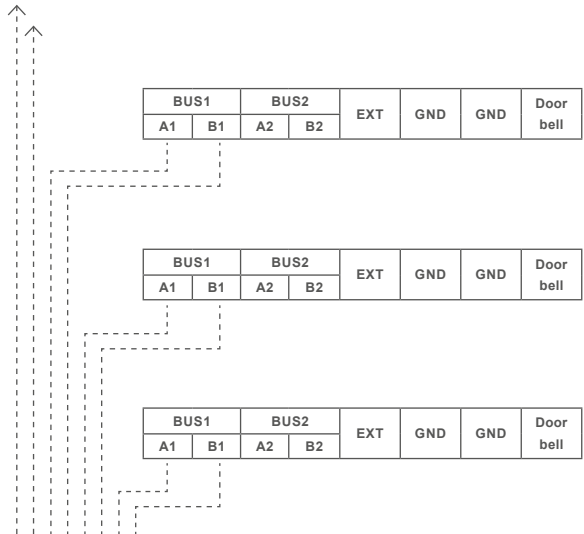 BUS1 BUS2 EXT GND GND Door bell
A1 B1 A2 B2
BUS1 BUS2 EXT GND GND Door bell
A1 B1 A2 B2
BUS1 BUS2 EXT GND GND Door bell
A1 B1 A2 B2